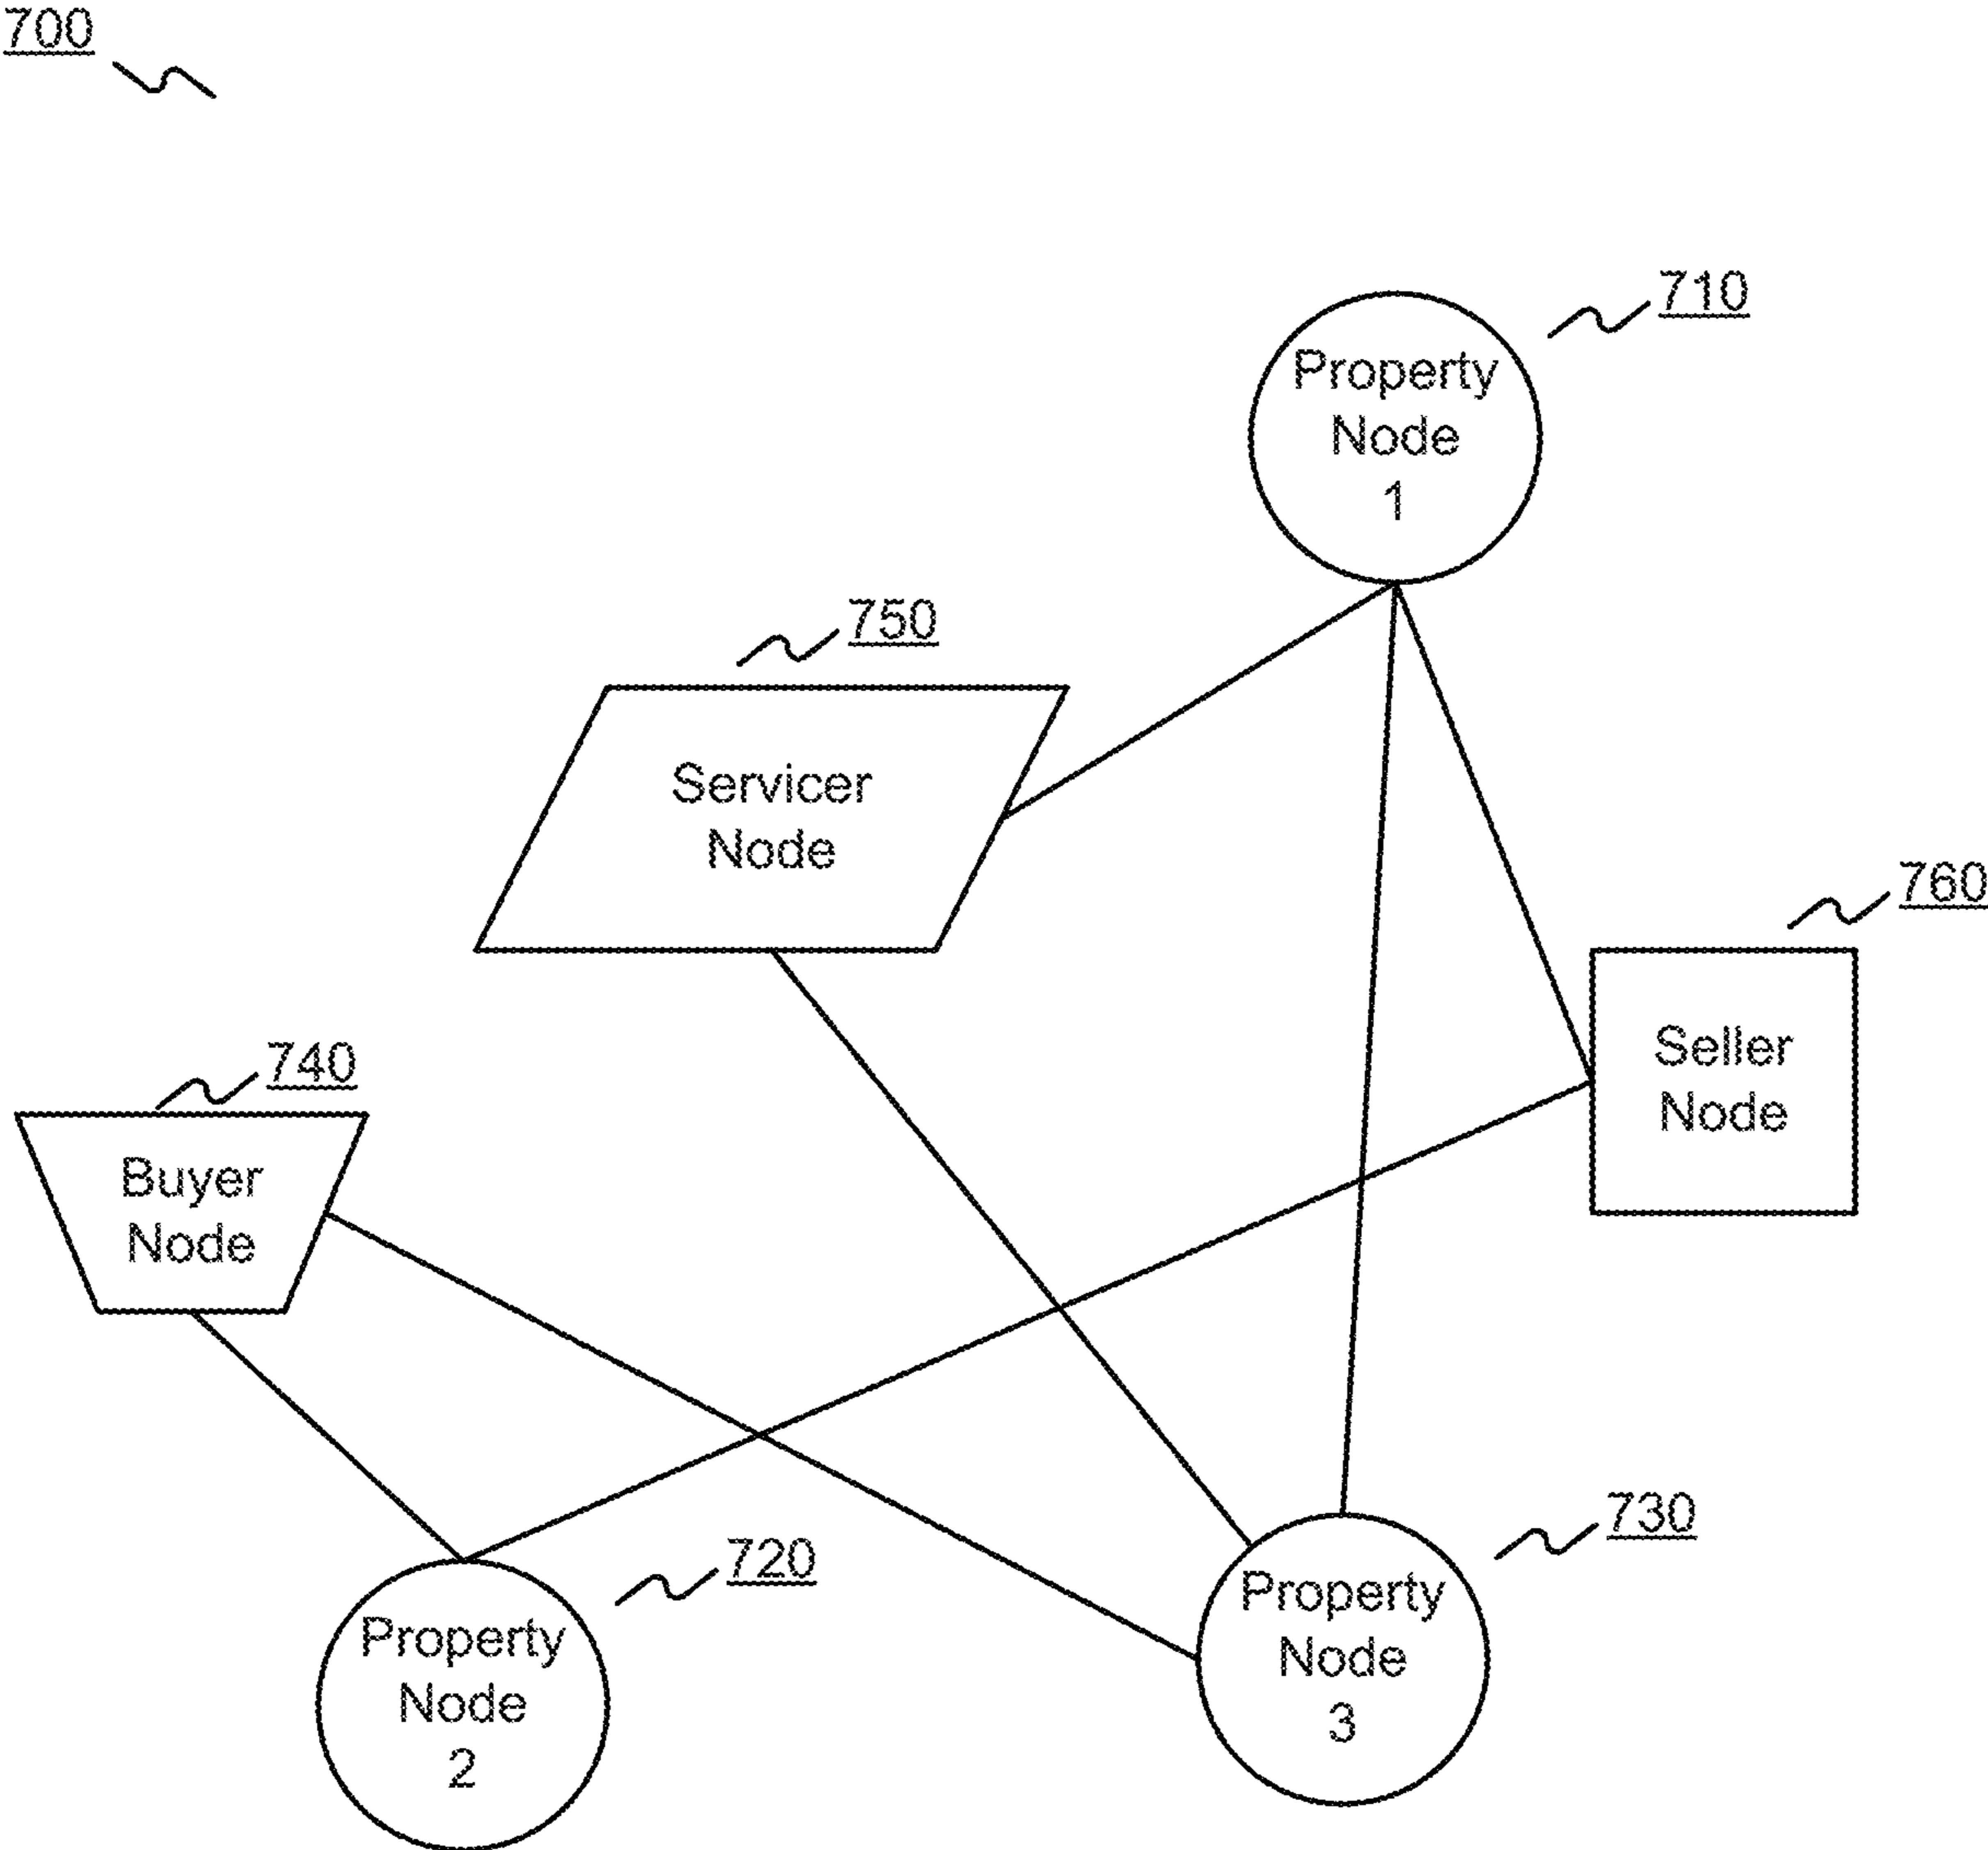 700
710
Property
Node
1
750
Servicer
Node
760
Seller
Node
740
Buyer
Node
720
Property
Node
2
730
Property
Node
3